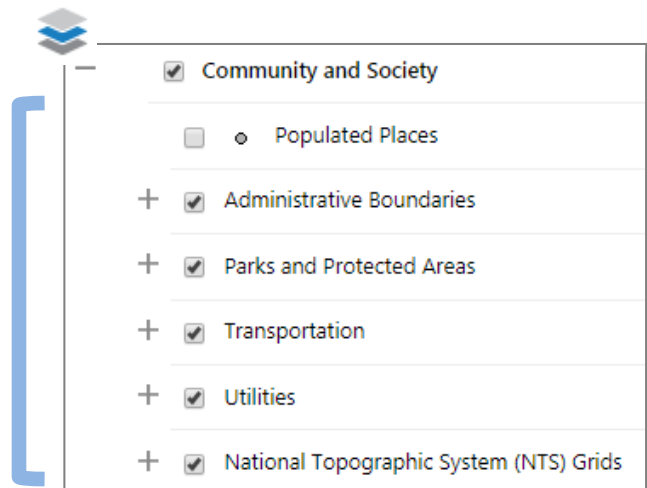 Community and Society
Populated Places
Administrative Boundaries
Parks and Protected Areas
Transportation
Utilities
National Topographic System (NTS) Grids